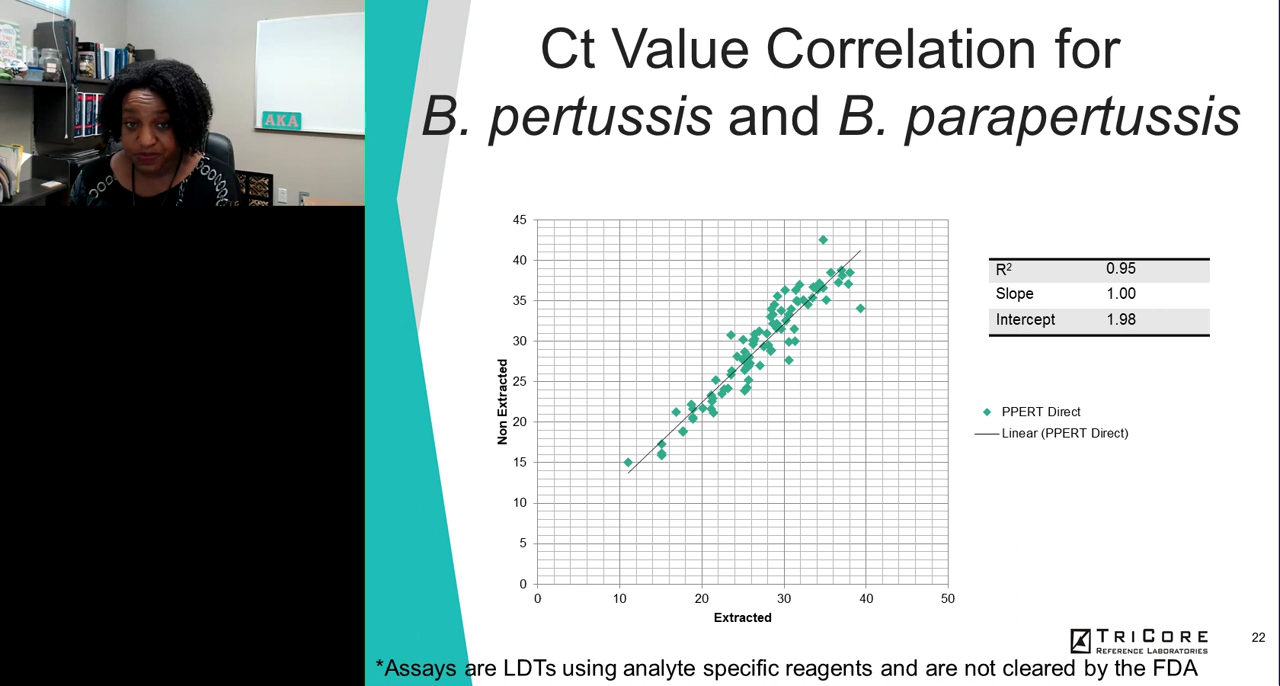 AKA
Ct Value Correlation for
B. pertussis and B. parapertussis
45
40
35
30
25
20
15
10
5
0
0 10 20 30 40 50
Non Extracted
Extracted
R² 0.95
Slope 1.00
Intercept 1.98
PPERT Direct
Linear (PPERT Direct)
TRICORE
REFERENCE LABORATORIES
22
*Assays are LDTs using analyte specific reagents and are not cleared by the FDA